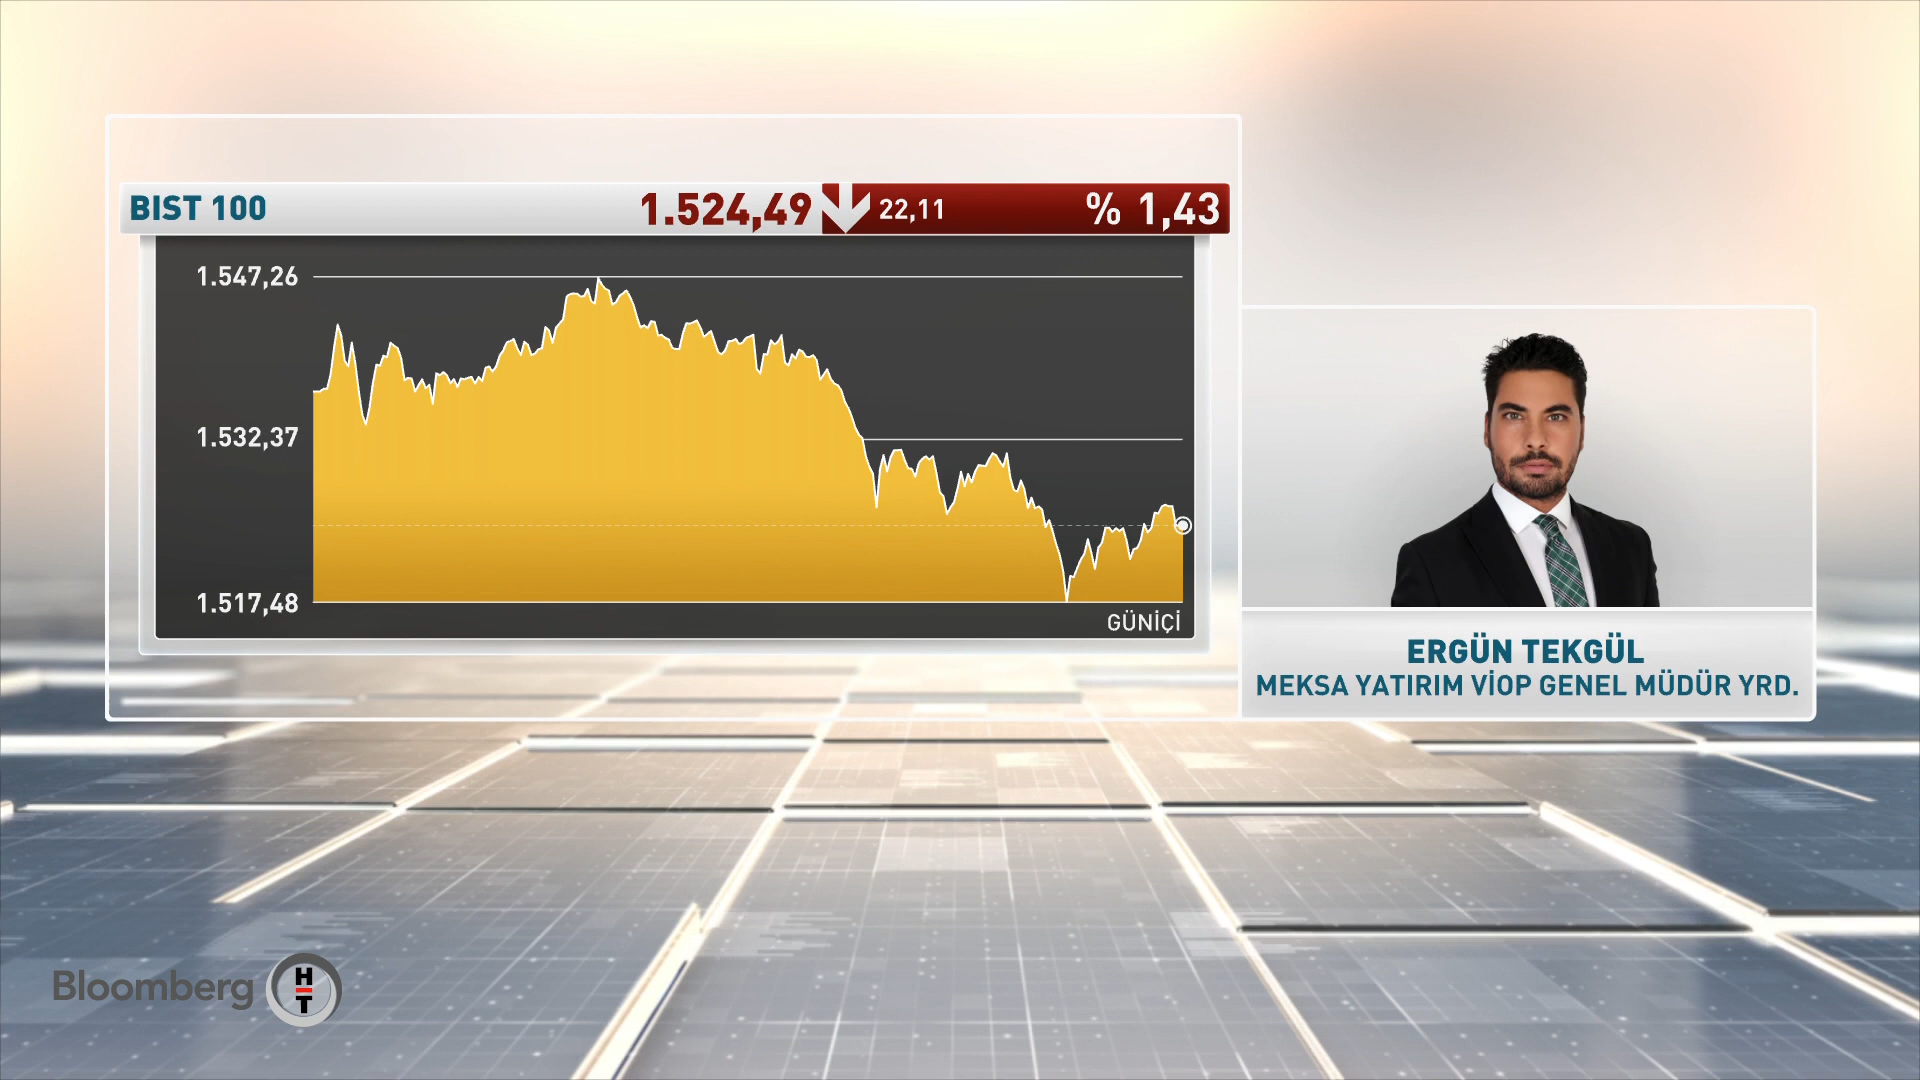 BIST 100 1.524,49 22,11 % 1,43
1.547,26
1.532,37
1.517,48
GÜNİÇİ
ERGÜN TEKGÜL
MEKSA YATIRIM VİOP GENEL MÜDÜR YRD.
Bloomberg HT